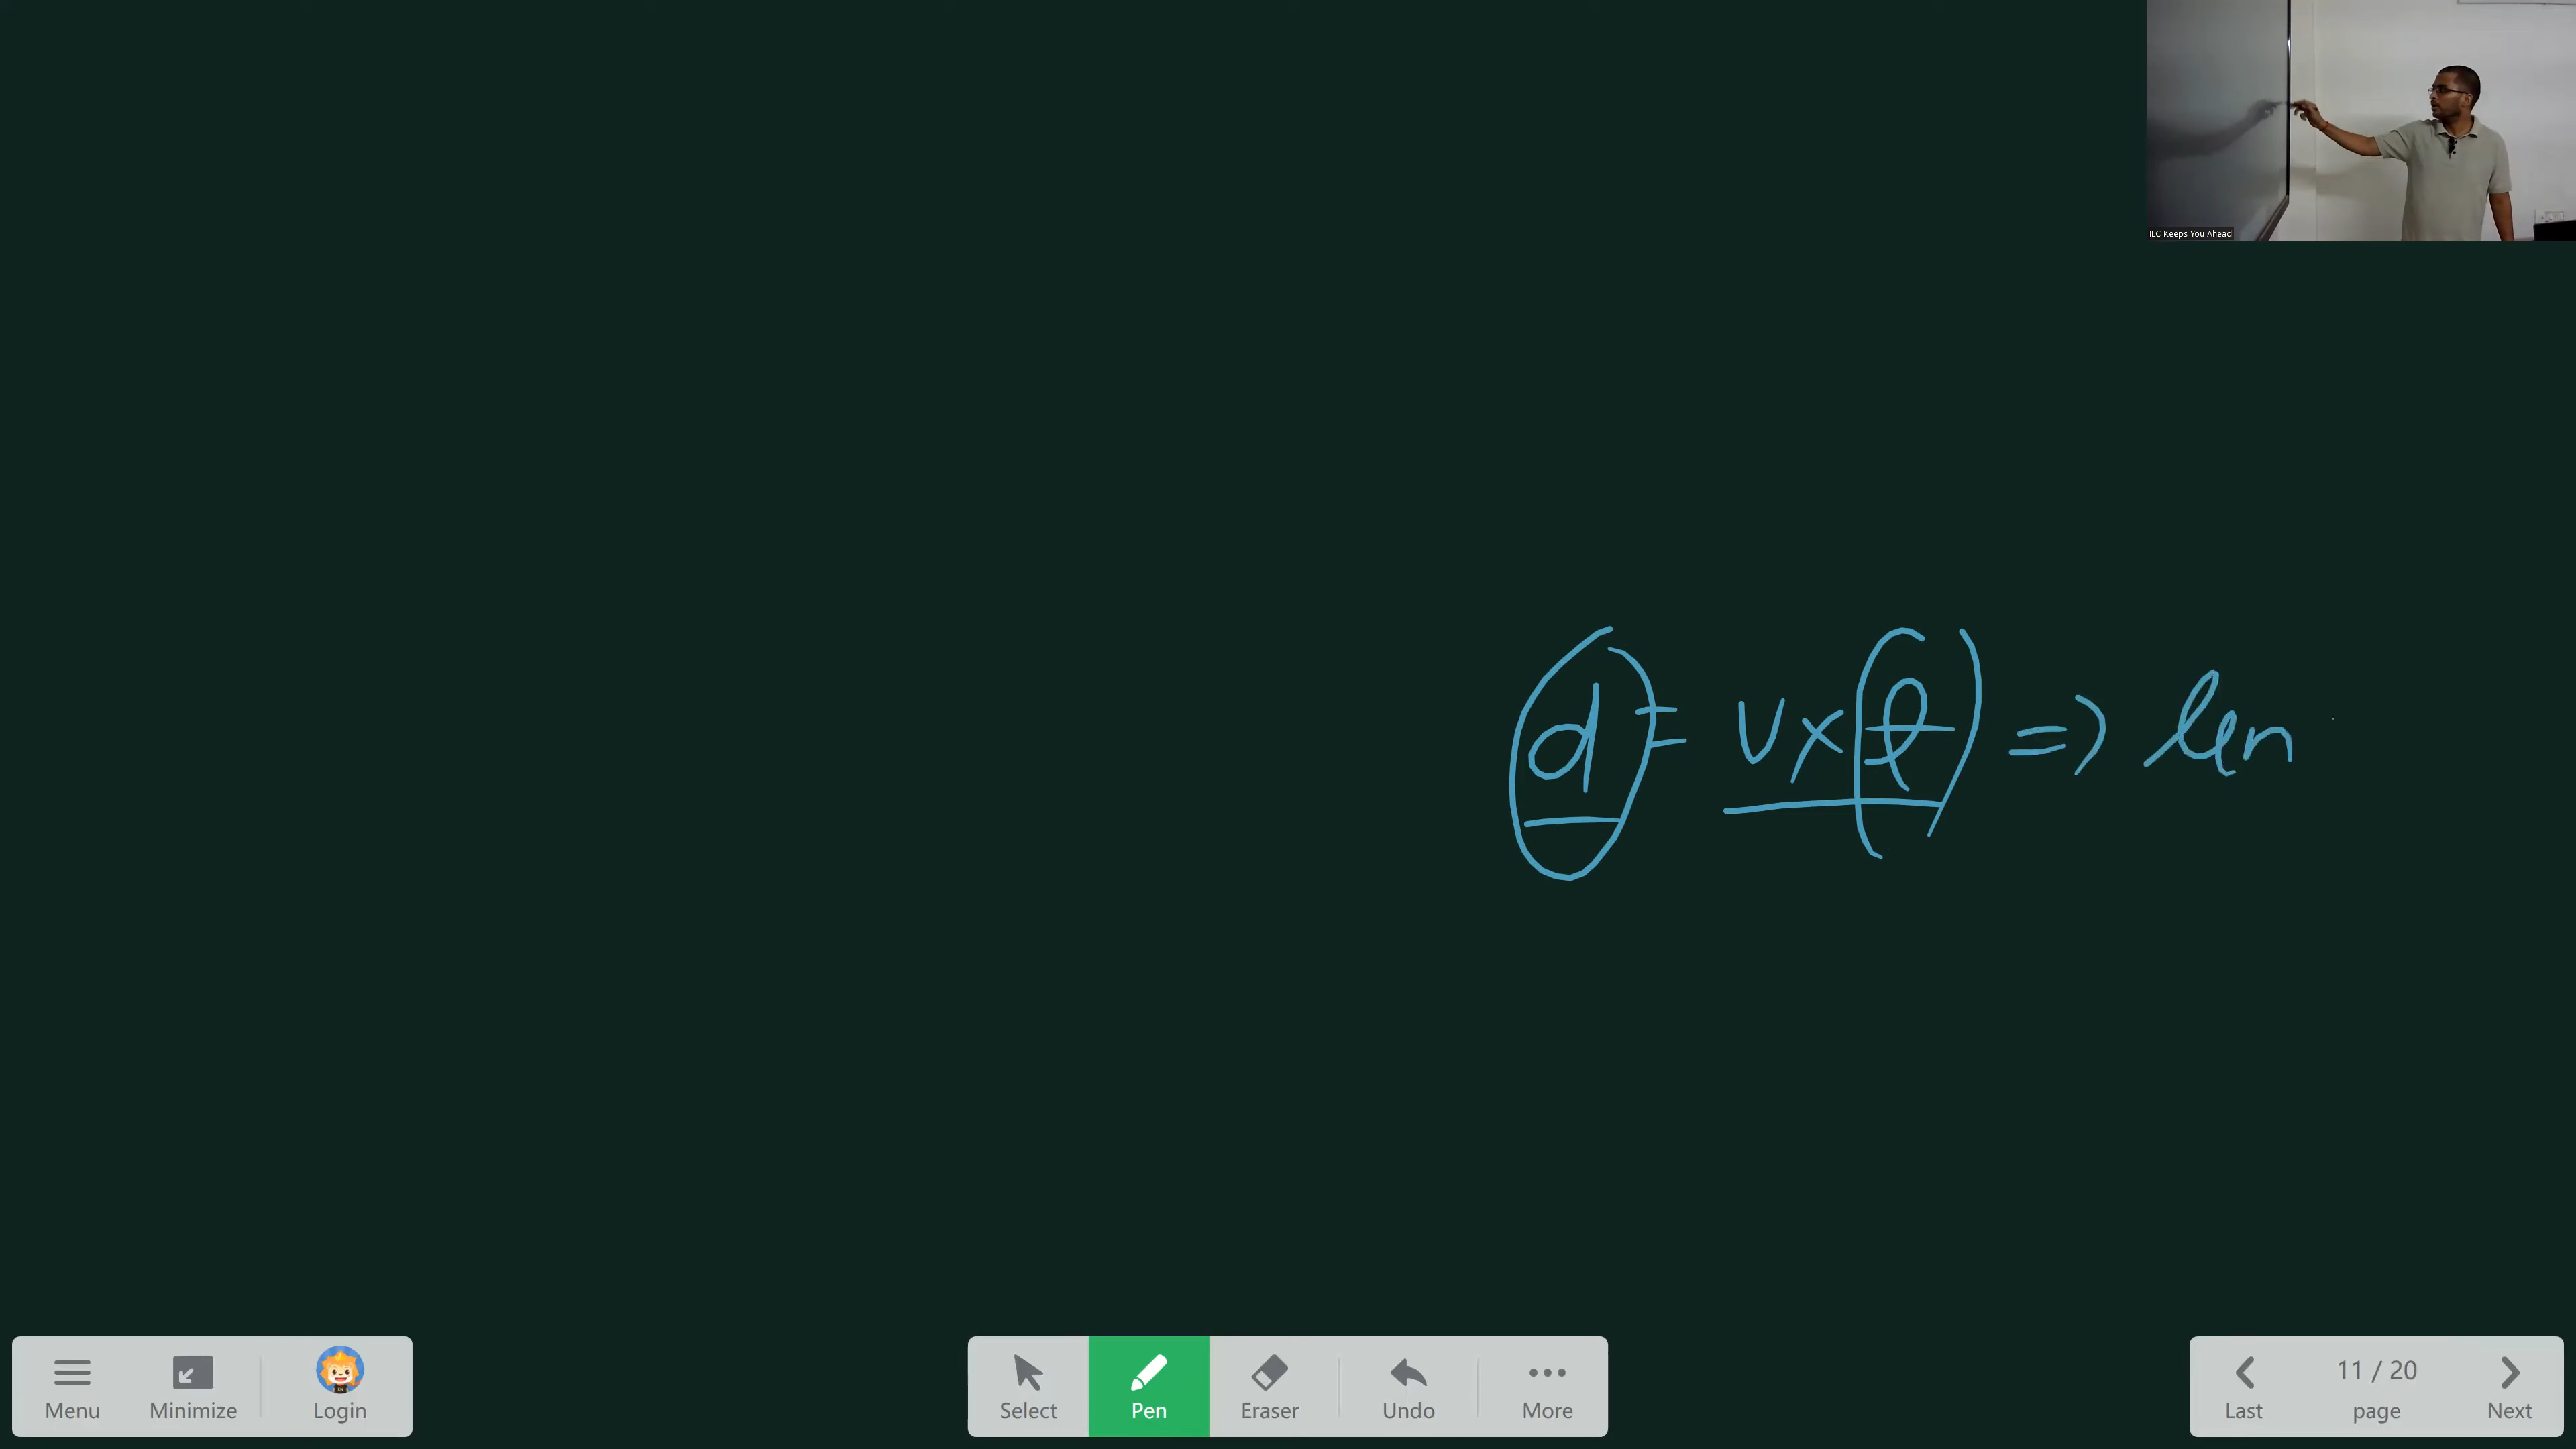 ILC Keeps You Ahead
d = v × t => len
Menu Minimize Login Select Pen Eraser Undo More Last 11 / 20 page Next